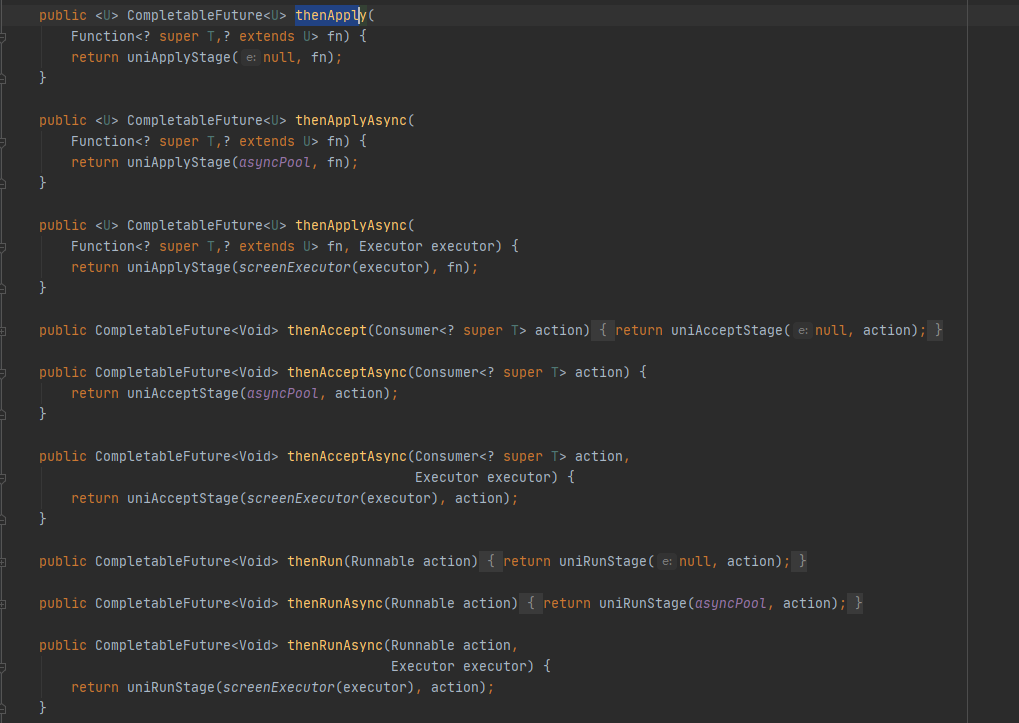 public <U> CompletableFuture<U> thenApply(
    Function<? super T,? extends U> fn) {
    return uniApplyStage( e: null, fn);
}

public <U> CompletableFuture<U> thenApplyAsync(
    Function<? super T,? extends U> fn) {
    return uniApplyStage(asyncPool, fn);
}

public <U> CompletableFuture<U> thenApplyAsync(
    Function<? super T,? extends U> fn, Executor executor) {
    return uniApplyStage(screenExecutor(executor), fn);
}

public CompletableFuture<Void> thenAccept(Consumer<? super T> action) { return uniAcceptStage( e: null, action); }

public CompletableFuture<Void> thenAcceptAsync(Consumer<? super T> action) {
    return uniAcceptStage(asyncPool, action);
}

public CompletableFuture<Void> thenAcceptAsync(Consumer<? super T> action,
                                               Executor executor) {
    return uniAcceptStage(screenExecutor(executor), action);
}

public CompletableFuture<Void> thenRun(Runnable action) { return uniRunStage( e: null, action); }

public CompletableFuture<Void> thenRunAsync(Runnable action) { return uniRunStage(asyncPool, action); }

public CompletableFuture<Void> thenRunAsync(Runnable action,
                                            Executor executor) {
    return uniRunStage(screenExecutor(executor), action);
}